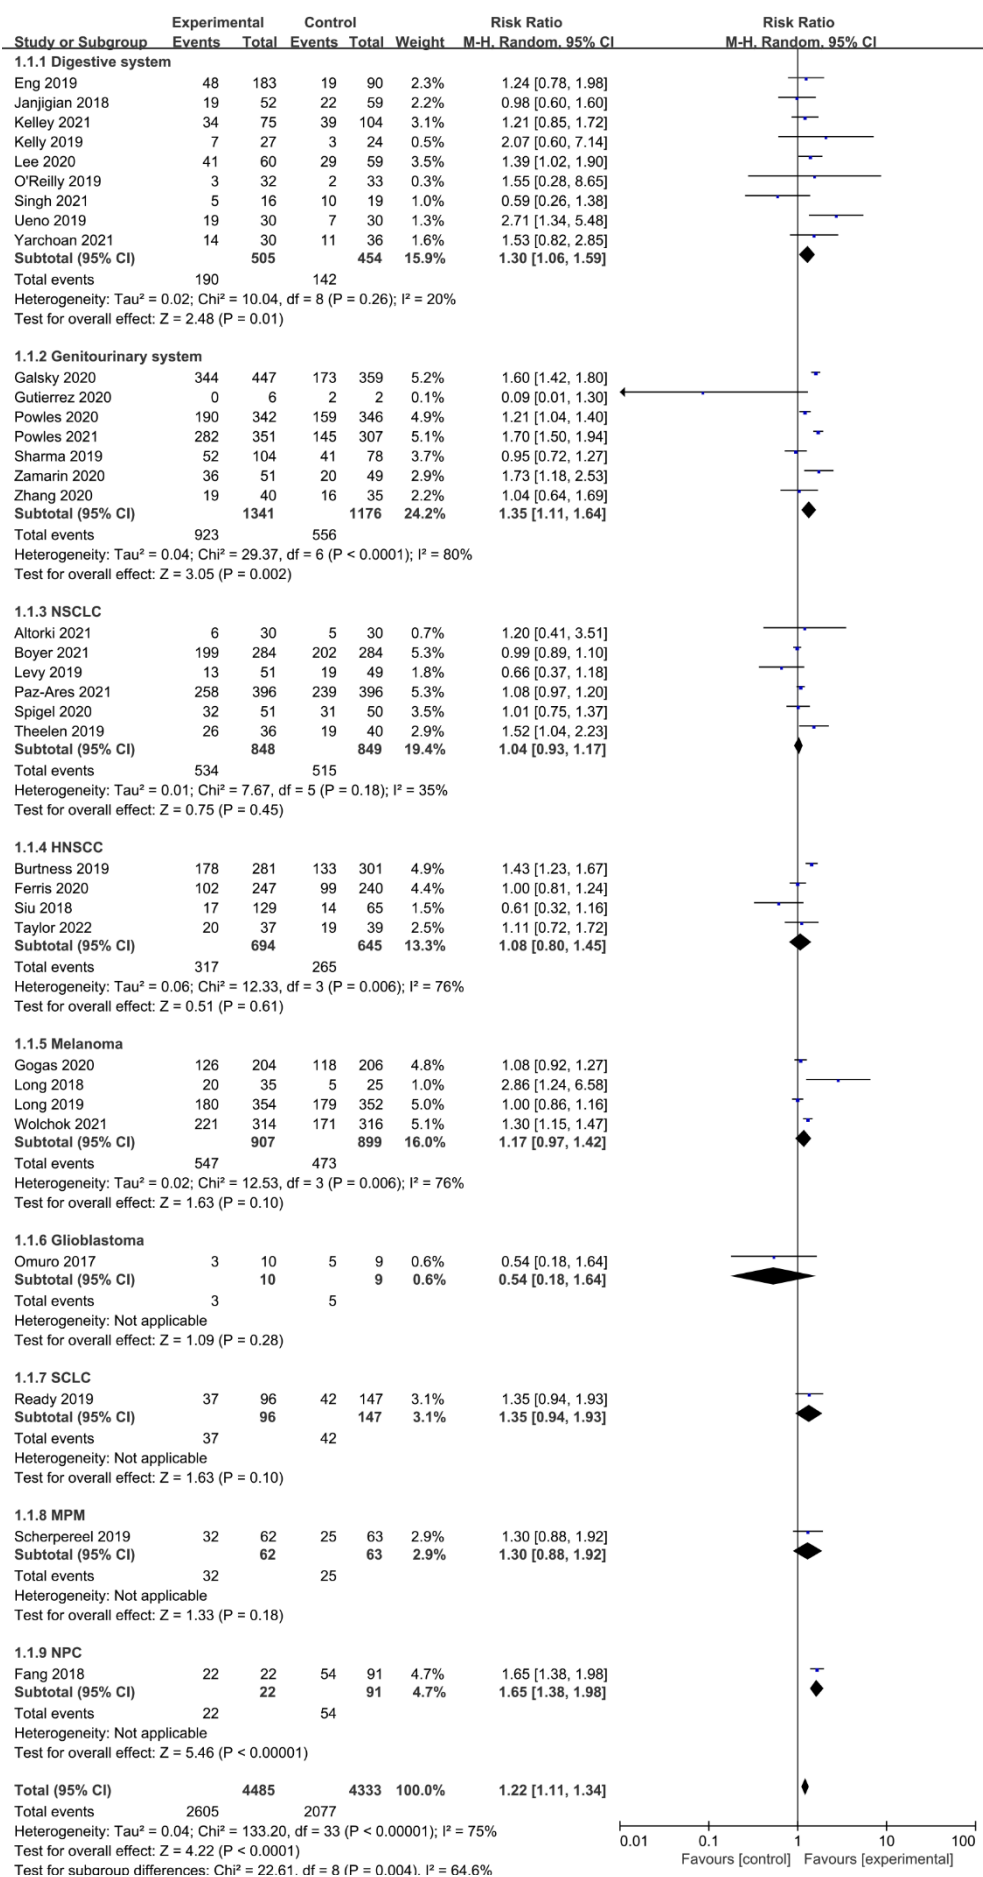 Experimental Control Risk Ratio Risk Ratio
Study or Subgroup Events Total Events Total Weight M-H, Random, 95% CI M-H, Random, 95% CI
1.1.1 Digestive system
Eng 2019 48 183 19 90 2.3% 1.24 [0.78, 1.98]
Janjigian 2018 19 52 22 59 2.2% 0.98 [0.60, 1.60]
Kelley 2021 34 75 39 104 3.1% 1.21 [0.85, 1.72]
Kelly 2019 7 27 3 24 0.5% 2.07 [0.60, 7.14]
Lee 2020 41 60 29 59 3.5% 1.39 [1.02, 1.90]
O'Reilly 2019 3 32 2 33 0.3% 1.55 [0.28, 8.65]
Singh 2021 5 16 10 19 1.0% 0.59 [0.26, 1.38]
Ueno 2019 19 30 7 30 1.3% 2.71 [1.34, 5.48]
Yarchoan 2021 14 30 11 36 1.6% 1.53 [0.82, 2.85]
Subtotal (95% CI) 505 454 15.9% 1.30 [1.06, 1.59]
Total events 190 142
Heterogeneity: Tau² = 0.02; Chi² = 10.04, df = 8 (P = 0.26); I² = 20%
Test for overall effect: Z = 2.48 (P = 0.01)
1.1.2 Genitourinary system
Galsky 2020 344 447 173 359 5.2% 1.60 [1.42, 1.80]
Gutierrez 2020 0 6 2 2 0.1% 0.09 [0.01, 1.30]
Powles 2020 190 342 159 346 4.9% 1.21 [1.04, 1.40]
Powles 2021 282 351 145 307 5.1% 1.70 [1.50, 1.94]
Sharma 2019 52 104 41 78 3.7% 0.95 [0.72, 1.27]
Zamarin 2020 36 51 20 49 2.9% 1.73 [1.18, 2.53]
Zhang 2020 19 40 16 35 2.2% 1.04 [0.64, 1.69]
Subtotal (95% CI) 1341 1176 24.2% 1.35 [1.11, 1.64]
Total events 923 556
Heterogeneity: Tau² = 0.04; Chi² = 29.37, df = 6 (P < 0.0001); I² = 80%
Test for overall effect: Z = 3.05 (P = 0.002)
1.1.3 NSCLC
Altorki 2021 6 30 5 30 0.7% 1.20 [0.41, 3.51]
Boyer 2021 199 284 202 284 5.3% 0.99 [0.89, 1.10]
Levy 2019 13 51 19 49 1.8% 0.66 [0.37, 1.18]
Paz-Ares 2021 258 396 239 396 5.3% 1.08 [0.97, 1.20]
Spigel 2020 32 51 31 50 3.5% 1.01 [0.75, 1.37]
Theelen 2019 26 36 19 40 2.9% 1.52 [1.04, 2.23]
Subtotal (95% CI) 848 849 19.4% 1.04 [0.93, 1.17]
Total events 534 515
Heterogeneity: Tau² = 0.01; Chi² = 7.67, df = 5 (P = 0.18); I² = 35%
Test for overall effect: Z = 0.75 (P = 0.45)
1.1.4 HNSCC
Burtness 2019 178 281 133 301 4.9% 1.43 [1.23, 1.67]
Ferris 2020 102 247 99 240 4.4% 1.00 [0.81, 1.24]
Siu 2018 17 129 14 65 1.5% 0.61 [0.32, 1.16]
Taylor 2022 20 37 19 39 2.5% 1.11 [0.72, 1.72]
Subtotal (95% CI) 694 645 13.3% 1.08 [0.80, 1.45]
Total events 317 265
Heterogeneity: Tau² = 0.06; Chi² = 12.33, df = 3 (P = 0.006); I² = 76%
Test for overall effect: Z = 0.51 (P = 0.61)
1.1.5 Melanoma
Gogas 2020 126 204 118 206 4.8% 1.08 [0.92, 1.27]
Long 2018 20 35 5 25 1.0% 2.86 [1.24, 6.58]
Long 2019 180 354 179 352 5.0% 1.00 [0.86, 1.16]
Wolchok 2021 221 314 171 316 5.1% 1.30 [1.15, 1.47]
Subtotal (95% CI) 907 899 16.0% 1.17 [0.97, 1.42]
Total events 547 473
Heterogeneity: Tau² = 0.02; Chi² = 12.53, df = 3 (P = 0.006); I² = 76%
Test for overall effect: Z = 1.63 (P = 0.10)
1.1.6 Glioblastoma
Omuro 2017 3 10 5 9 0.6% 0.54 [0.18, 1.64]
Subtotal (95% CI) 10 9 0.6% 0.54 [0.18, 1.64]
Total events 3 5
Heterogeneity: Not applicable
Test for overall effect: Z = 1.09 (P = 0.28)
1.1.7 SCLC
Ready 2019 37 96 42 147 3.1% 1.35 [0.94, 1.93]
Subtotal (95% CI) 96 147 3.1% 1.35 [0.94, 1.93]
Total events 37 42
Heterogeneity: Not applicable
Test for overall effect: Z = 1.63 (P = 0.10)
1.1.8 MPM
Scherpereel 2019 32 62 25 63 2.9% 1.30 [0.88, 1.92]
Subtotal (95% CI) 62 63 2.9% 1.30 [0.88, 1.92]
Total events 32 25
Heterogeneity: Not applicable
Test for overall effect: Z = 1.33 (P = 0.18)
1.1.9 NPC
Fang 2018 22 22 54 91 4.7% 1.65 [1.38, 1.98]
Subtotal (95% CI) 22 91 4.7% 1.65 [1.38, 1.98]
Total events 22 54
Heterogeneity: Not applicable
Test for overall effect: Z = 5.46 (P < 0.00001)
Total (95% CI) 4485 4333 100.0% 1.22 [1.11, 1.34]
Total events 2605 2077
Heterogeneity: Tau² = 0.04; Chi² = 133.20, df = 33 (P < 0.00001); I² = 75%
Test for overall effect: Z = 4.22 (P < 0.0001)
Test for subgroup differences: Chi² = 22.61, df = 8 (P = 0.004), I² = 64.6%
0.01 0.1 1 10 100
Favours [control] Favours [experimental]